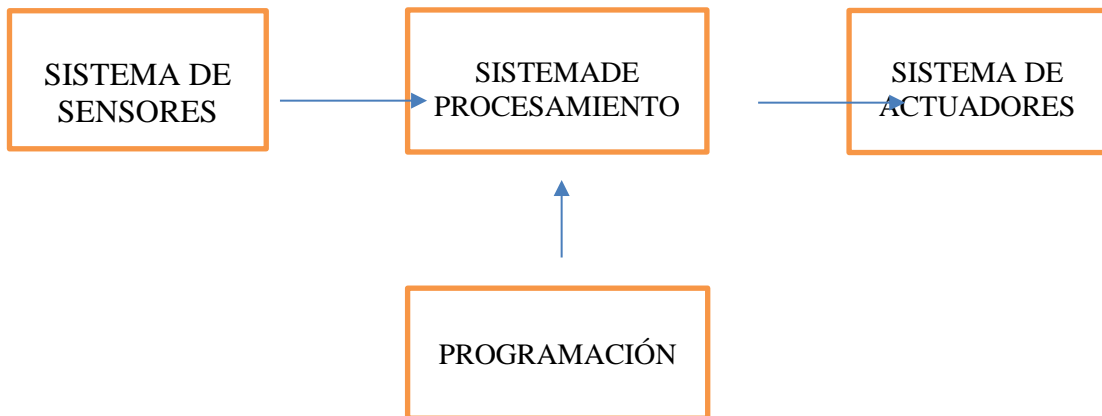 SISTEMA DE
SENSORES
SISTEMADE
PROCESAMIENTO
SISTEMA DE
ACTUADORES
PROGRAMACIÓN